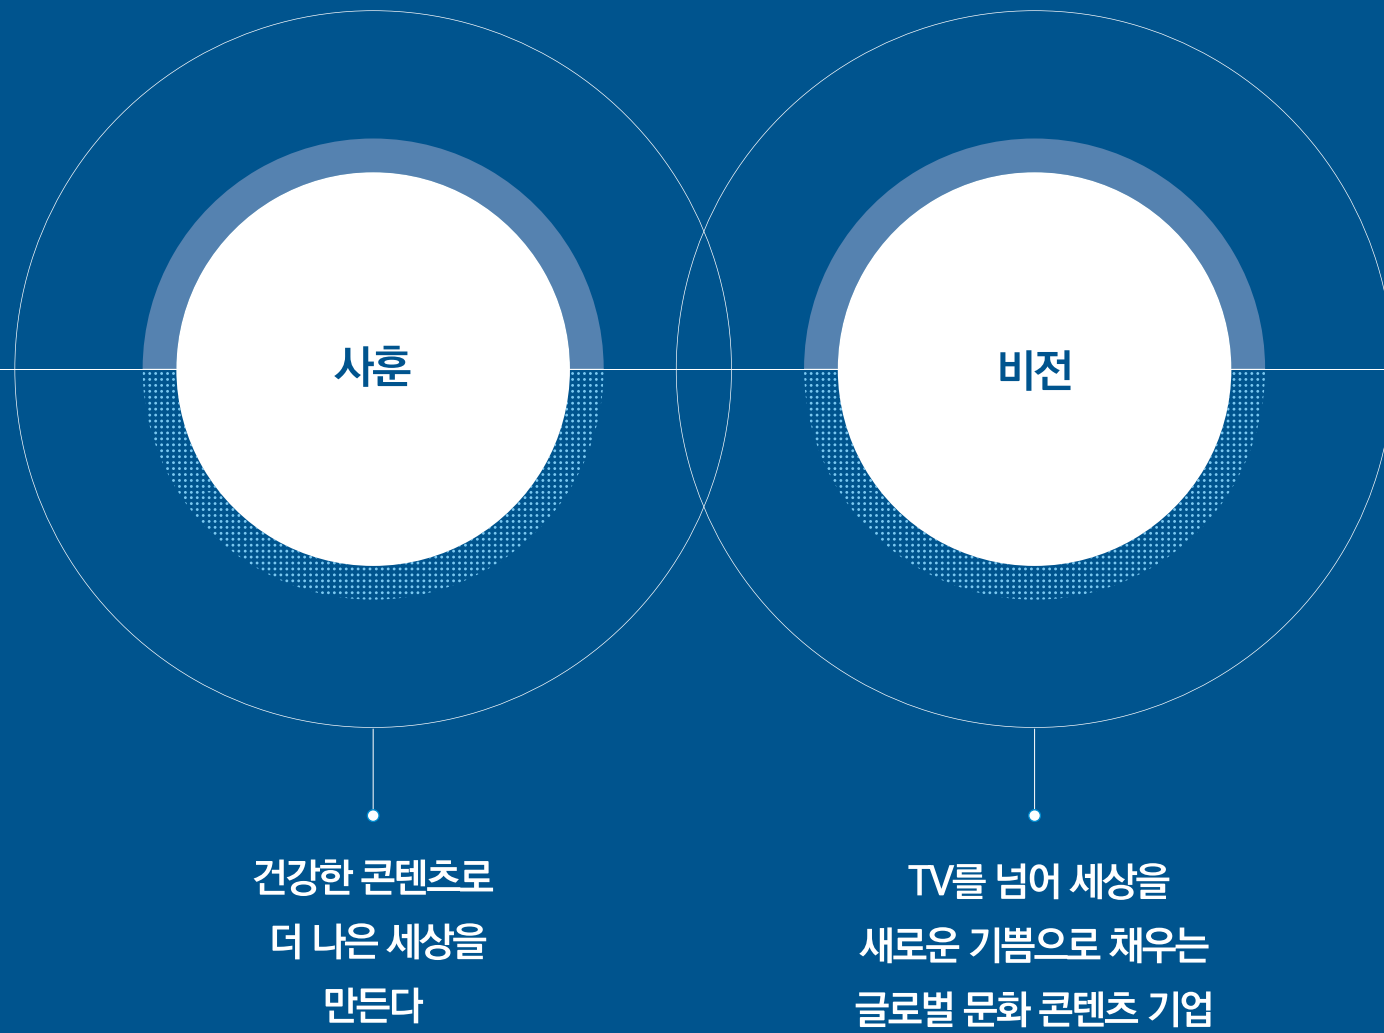 사훈
비전
건강한 콘텐츠로
더 나은 세상을
만든다
TV를 넘어 세상을
새로운 기쁨으로 채우는
글로벌 문화 콘텐츠 기업